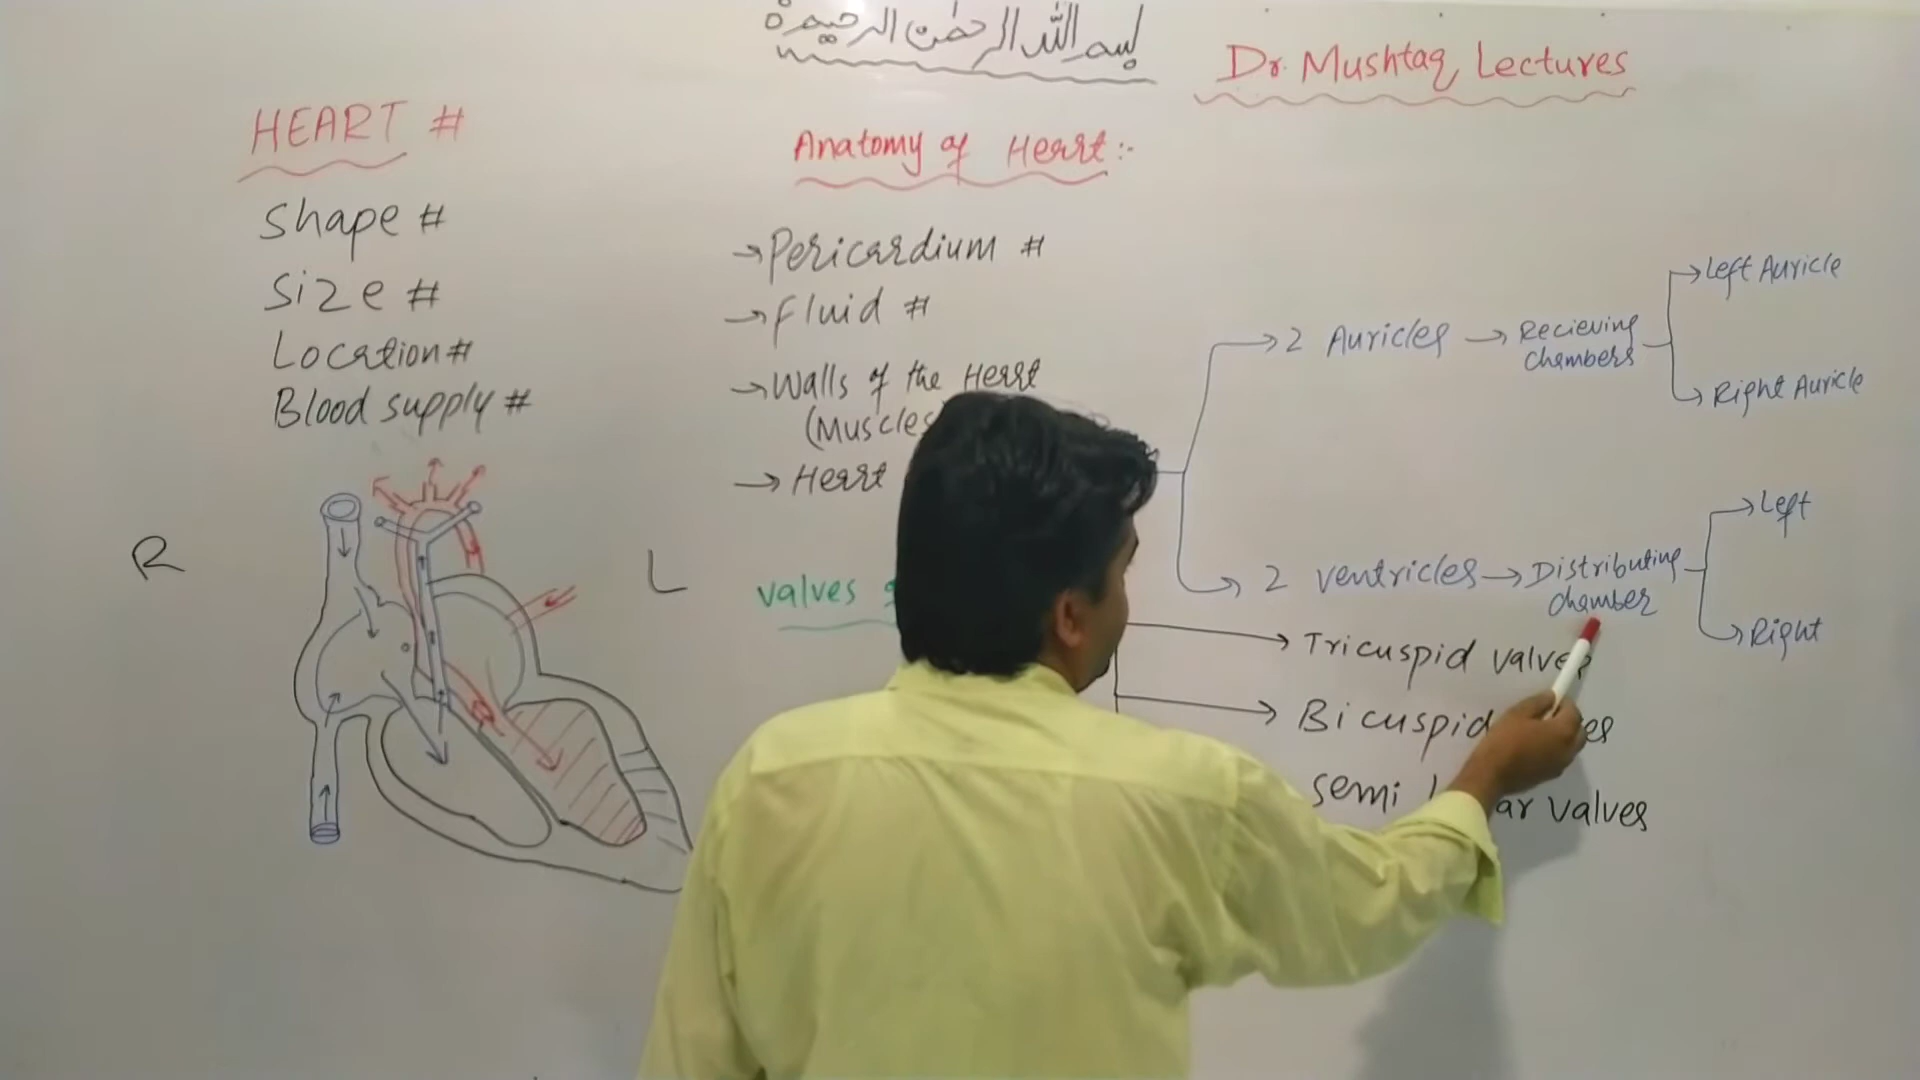 بسم الله الرحمن الرحيم
Dr. Mushtaq Lectures
HEART #
Shape #
Size #
Location #
Blood supply #
R
L
Anatomy of Heart :-
→ Pericardium #
→ Fluid #
→ Walls of the Heart
(Muscles
→ Heart
→ 2 Auricles → Recieving
chambers
→ Left Auricle
→ Right Auricle
→ 2 ventricles → Distributing
chamber
→ Left
→ Right
valves
→ Tricuspid valves
→ Bicuspid
semi
valves